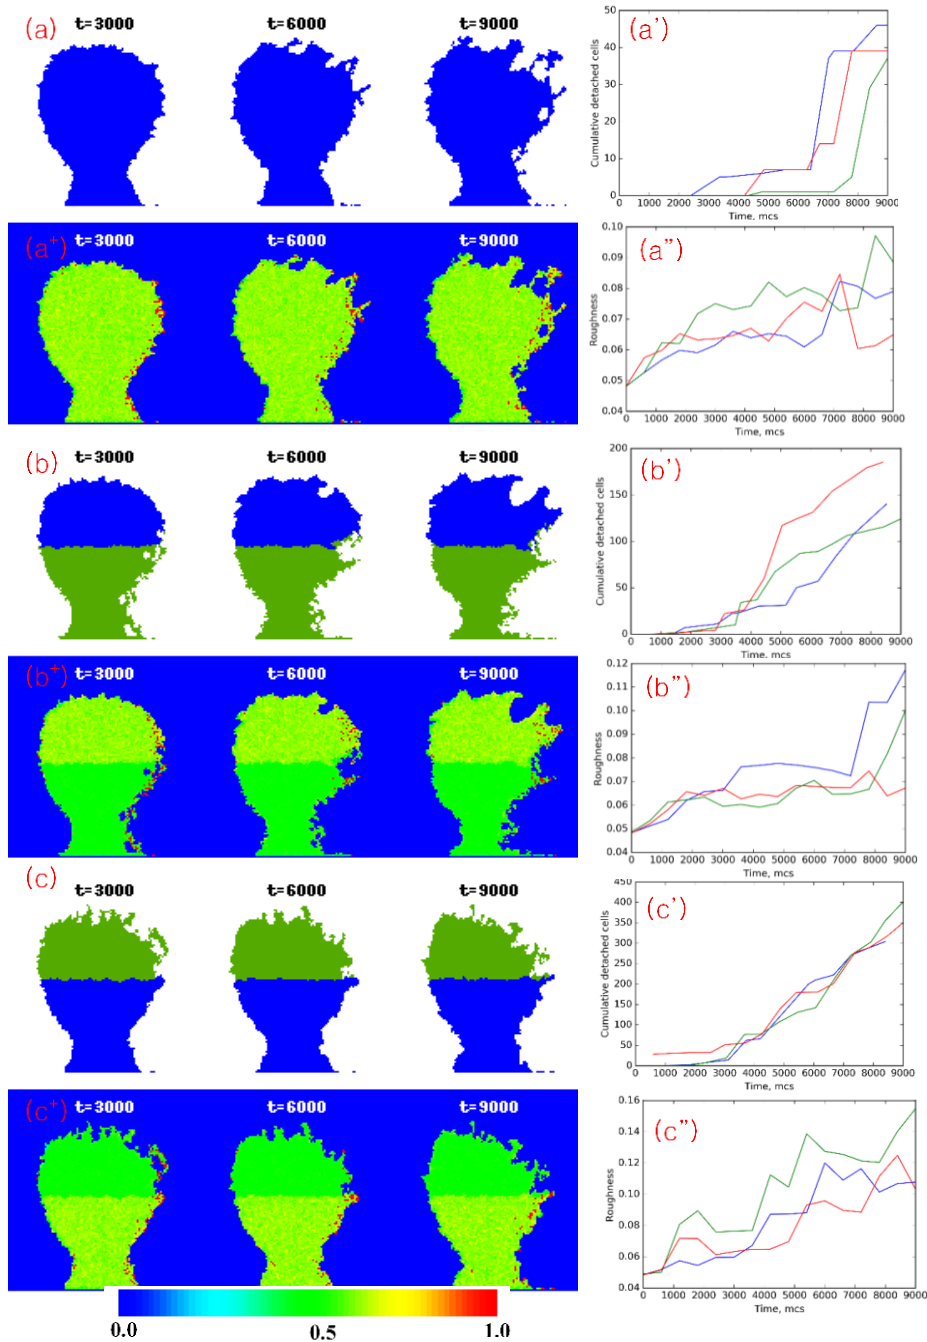 (a) t=3000 t=6000 t=9000
(a')
50
40
30
20
10
0
Cumulative detached cells
0 1000 2000 3000 4000 5000 6000 7000 8000 9000
Time, mcs
(a⁺) t=3000 t=6000 t=9000
(a")
0.10
0.09
0.08
0.07
0.06
0.05
0.04
Roughness
0 1000 2000 3000 4000 5000 6000 7000 8000 9000
Time, mcs
(b) t=3000 t=6000 t=9000
(b')
200
150
100
50
0
Cumulative detached cells
0 1000 2000 3000 4000 5000 6000 7000 8000 9000
Time, mcs
(b⁺) t=3000 t=6000 t=9000
(b")
0.12
0.11
0.10
0.09
0.08
0.07
0.06
0.05
0.04
Roughness
0 1000 2000 3000 4000 5000 6000 7000 8000 9000
Time, mcs
(c) t=3000 t=6000 t=9000
(c')
450
400
350
300
250
200
150
100
50
0
Cumulative detached cells
0 1000 2000 3000 4000 5000 6000 7000 8000 9000
Time, mcs
(c⁺) t=3000 t=6000 t=9000
(c")
0.16
0.14
0.12
0.10
0.08
0.06
0.04
Roughness
0 1000 2000 3000 4000 5000 6000 7000 8000 9000
Time, mcs
0.0 0.5 1.0